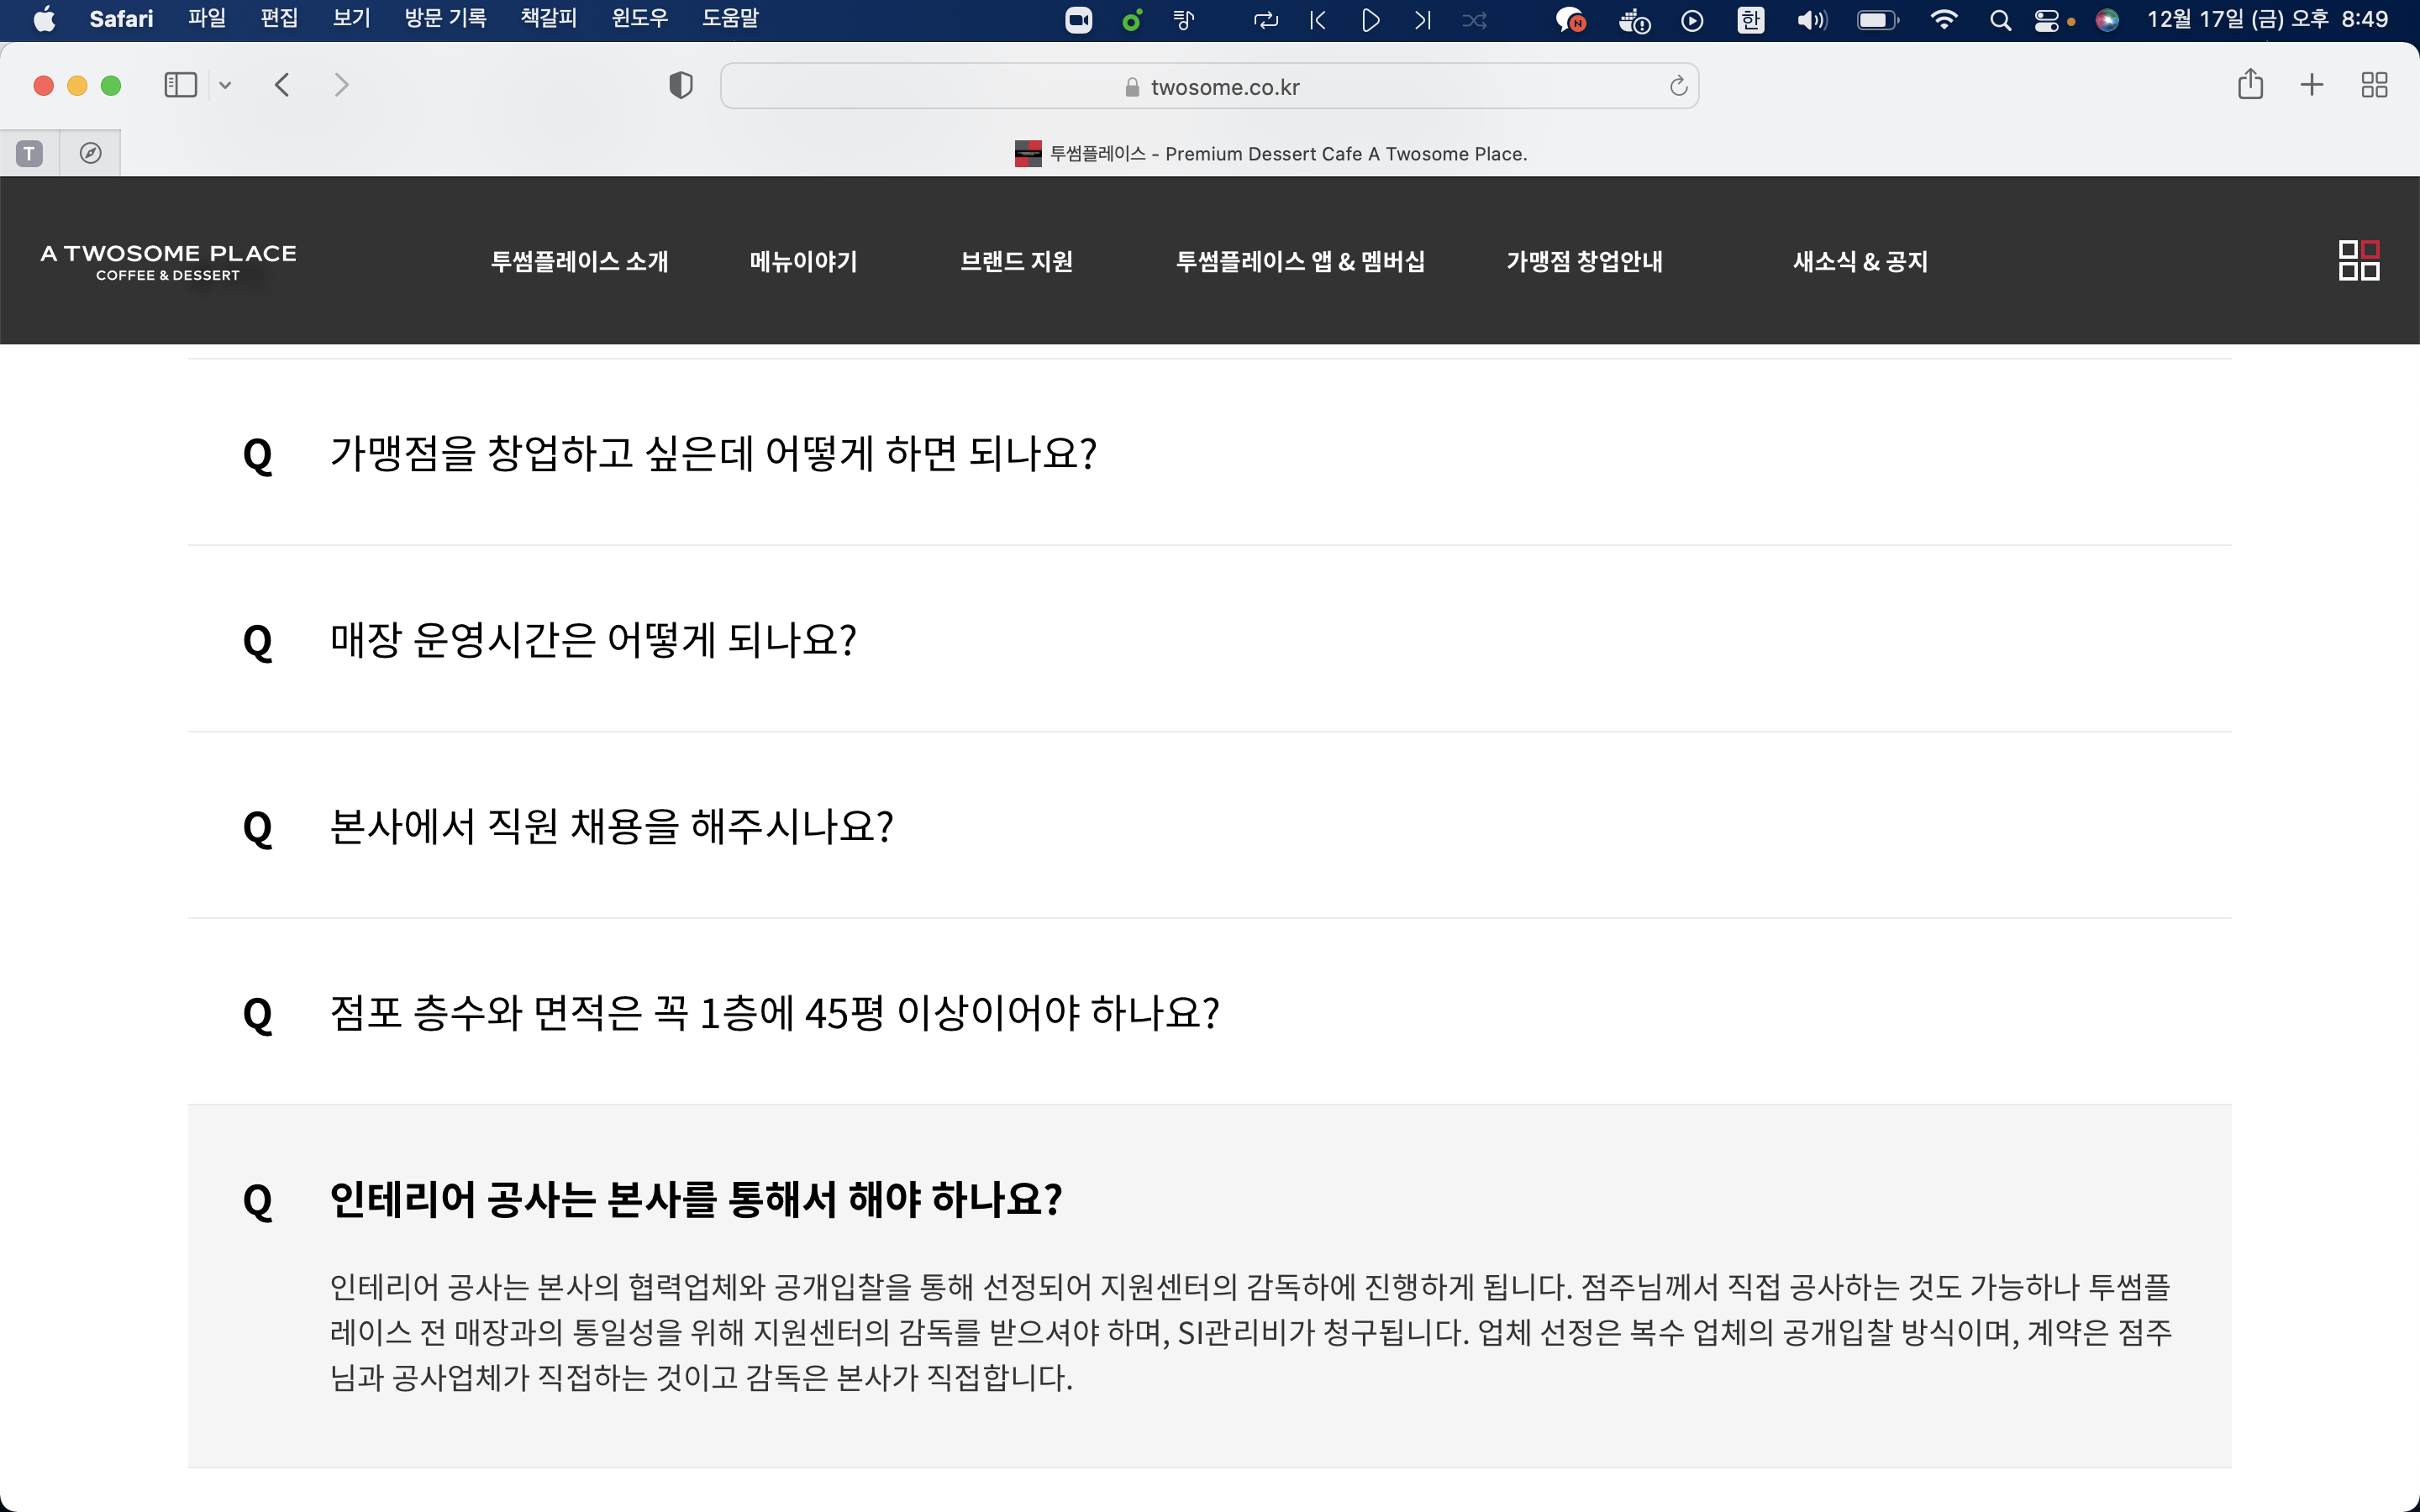 Safari 파일 편집 보기 방문 기록 책갈피 윈도우 도움말 N 한 12월 17일 (금) 오후 8:49
twosome.co.kr
T 투썸플레이스 - Premium Dessert Cafe A Twosome Place.
A TWOSOME PLACE
COFFEE & DESSERT
투썸플레이스 소개 메뉴이야기 브랜드 지원 투썸플레이스 앱 & 멤버십 가맹점 창업안내 새소식 & 공지
Q 가맹점을 창업하고 싶은데 어떻게 하면 되나요?
Q 매장 운영시간은 어떻게 되나요?
Q 본사에서 직원 채용을 해주시나요?
Q 점포 층수와 면적은 꼭 1층에 45평 이상이어야 하나요?
Q 인테리어 공사는 본사를 통해서 해야 하나요?
인테리어 공사는 본사의 협력업체와 공개입찰을 통해 선정되어 지원센터의 감독하에 진행하게 됩니다. 점주님께서 직접 공사하는 것도 가능하나 투썸플
레이스 전 매장과의 통일성을 위해 지원센터의 감독를 받으셔야 하며, SI관리비가 청구됩니다. 업체 선정은 복수 업체의 공개입찰 방식이며, 계약은 점주
님과 공사업체가 직접하는 것이고 감독은 본사가 직접합니다.